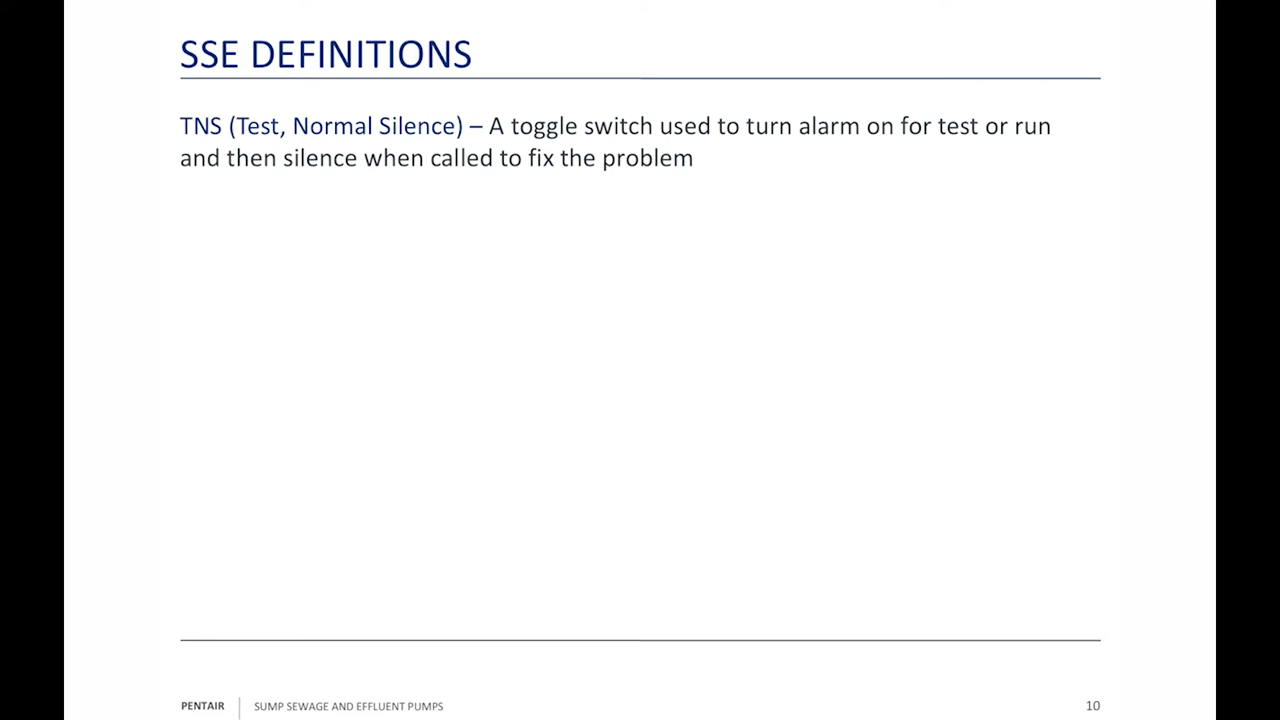 SSE DEFINITIONS
TNS (Test, Normal Silence) – A toggle switch used to turn alarm on for test or run
and then silence when called to fix the problem
PENTAIR
SUMP SEWAGE AND EFFLUENT PUMPS
10